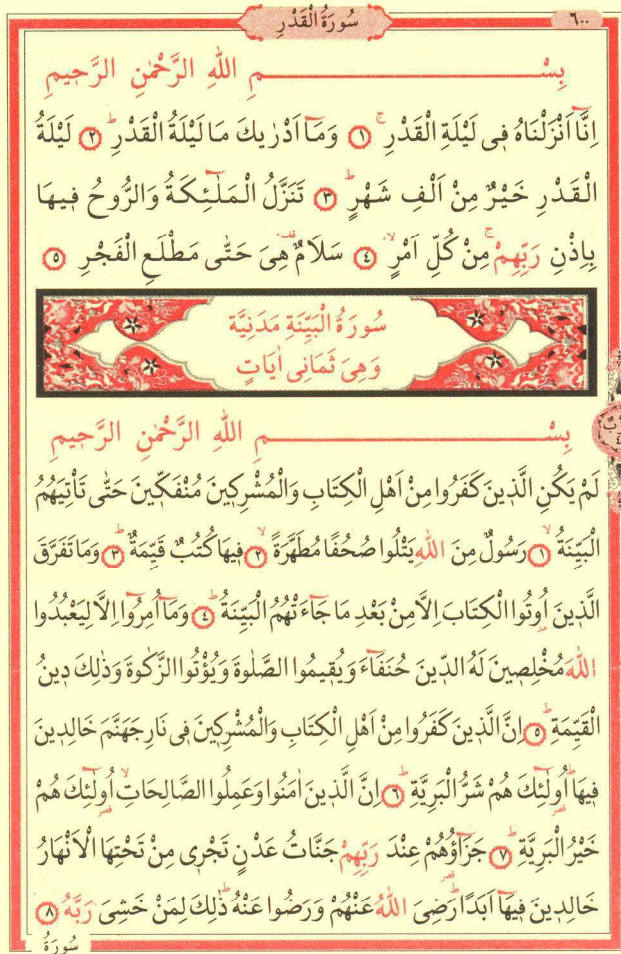 ٦٠٠
سُورَةُ الْقَدْرِ
بِسْـــــــــمِ اللّٰهِ الرَّحْمٰنِ الرَّحِيمِ
اِنَّٓا اَنْزَلْنَاهُ فٖى لَيْلَةِ الْقَدْرِۚ ﴿١﴾ وَمَٓا اَدْرٰيكَ مَا لَيْلَةُ الْقَدْرِۜ ﴿٢﴾ لَيْلَةُ
الْقَدْرِ خَيْرٌ مِنْ اَلْفِ شَهْرٍۜ ﴿٣﴾ تَنَزَّلُ الْمَلٰٓئِكَةُ وَالرُّوحُ فٖيهَا
بِاِذْنِ رَبِّهِمْۚ مِنْ كُلِّ اَمْرٍۙ ﴿٤﴾ سَلَامٌ۠ هِىَ حَتّٰى مَطْلَعِ الْفَجْرِ ﴿٥﴾
سُورَةُ الْبَيِّنَةِ مَدَنِيَّة
وَهِىَ ثَمَانِى اٰيَاتٍ
بِسْـــــــــمِ اللّٰهِ الرَّحْمٰنِ الرَّحِيمِ
لَمْ يَكُنِ الَّذٖينَ كَفَرُوا مِنْ اَهْلِ الْكِتَابِ وَالْمُشْرِكٖينَ مُنْفَكّٖينَ حَتّٰى تَاْتِيَهُمُ
الْبَيِّنَةُۙ ﴿١﴾ رَسُولٌ مِنَ اللّٰهِ يَتْلُوا صُحُفًا مُطَهَّرَةًۙ ﴿٢﴾ فٖيهَا كُتُبٌ قَيِّمَةٌۜ ﴿٣﴾ وَمَا تَفَرَّقَ
الَّذٖينَ اُو۫تُوا الْكِتَابَ اِلَّا مِنْ بَعْدِ مَا جَٓاءَتْهُمُ الْبَيِّنَةُۜ ﴿٤﴾ وَمَٓا اُمِرُٓوا اِلَّا لِيَعْبُدُوا
اللّٰهَ مُخْلِصٖينَ لَهُ الدّٖينَ حُنَفَٓاءَ وَيُقٖيمُوا الصَّلٰوةَ وَيُؤْتُوا الزَّكٰوةَ وَذٰلِكَ دٖينُ
الْقَيِّمَةِۜ ﴿٥﴾ اِنَّ الَّذٖينَ كَفَرُوا مِنْ اَهْلِ الْكِتَابِ وَالْمُشْرِكٖينَ فٖى نَارِ جَهَنَّمَ خَالِدٖينَ
فٖيهَاۜ اُو۬لٰٓئِكَ هُمْ شَرُّ الْبَرِيَّةِۜ ﴿٦﴾ اِنَّ الَّذٖينَ اٰمَنُوا وَعَمِلُوا الصَّالِحَاتِۙ اُو۬لٰٓئِكَ هُمْ
خَيْرُ الْبَرِيَّةِۜ ﴿٧﴾ جَزَٓاؤُهُمْ عِنْدَ رَبِّهِمْ جَنَّاتُ عَدْنٍ تَجْرٖى مِنْ تَحْتِهَا الْاَنْهَارُ
خَالِدٖينَ فٖيهَٓا اَبَدًاۜ رَضِىَ اللّٰهُ عَنْهُمْ وَرَضُوا عَنْهُۜ ذٰلِكَ لِمَنْ خَشِىَ رَبَّهُ ﴿٨﴾
سُورَةُ